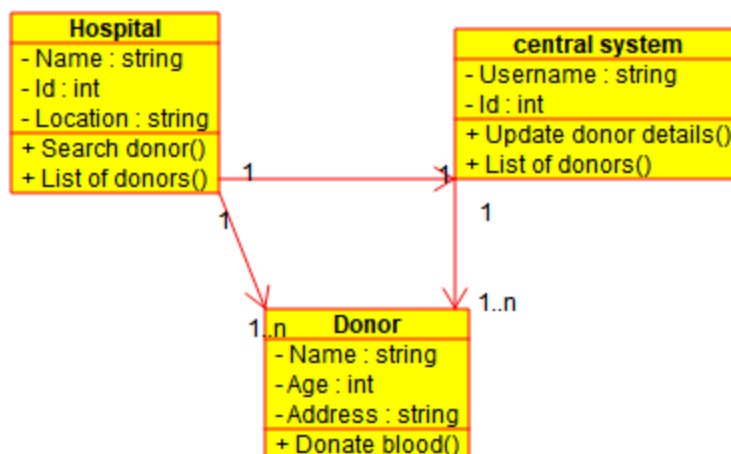 Hospital
- Name : string
- Id : int
- Location : string
+ Search donor()
+ List of donors()
central system
- Username : string
- Id : int
+ Update donor details()
+ List of donors()
1
1
1
1
1..n
1..n
Donor
- Name : string
- Age : int
- Address : string
+ Donate blood()